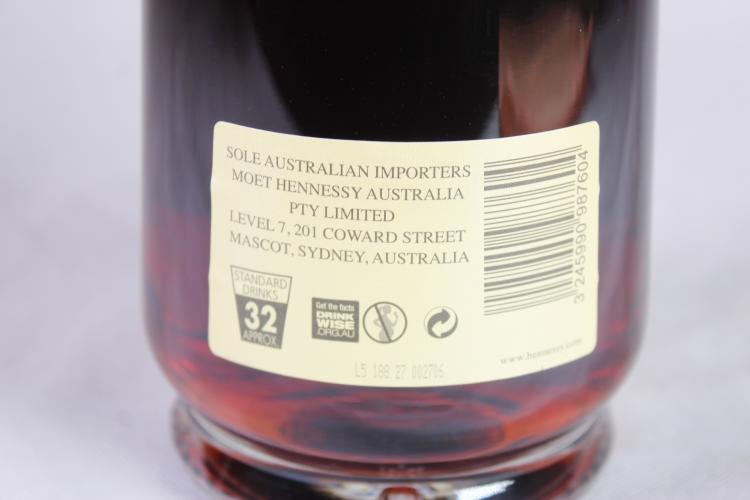 SOLE AUSTRALIAN IMPORTERS
MOET HENNESSY AUSTRALIA
PTY LIMITED
LEVEL 7, 201 COWARD STREET
MASCOT, SYDNEY, AUSTRALIA
STANDARD
DRINKS
32
APPROX.
Get the facts
DRINK
WISE
.ORG.AU
3 245990 987604
www.hennessy.com
L5 188 27 002706